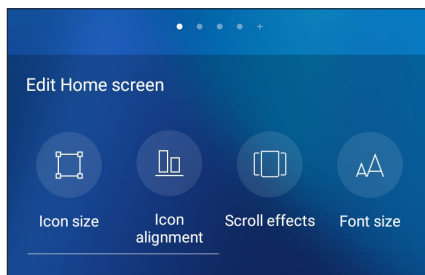 Edit Home screen
Icon size
Icon
alignment
Scroll effects
Font size